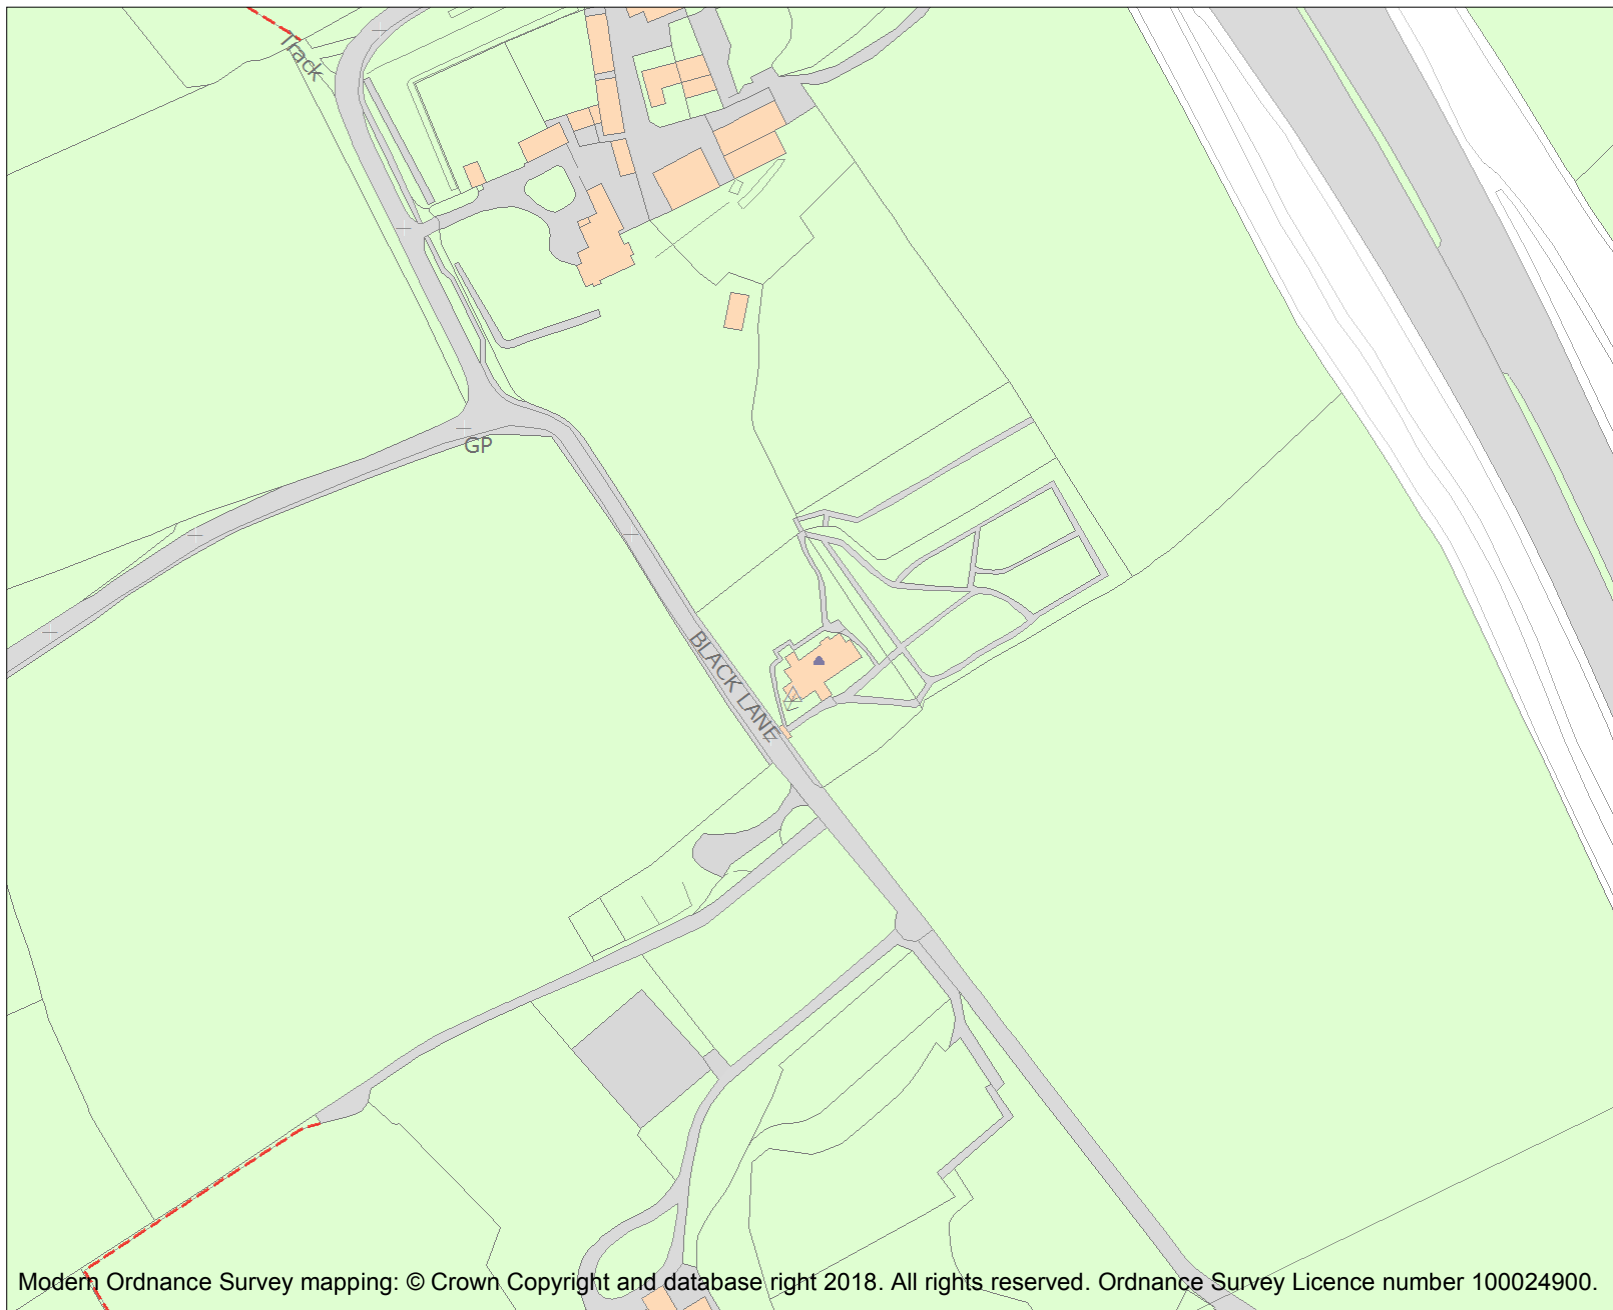 Track
GP
BLACK LANE
Modern Ordnance Survey mapping: © Crown Copyright and database right 2018. All rights reserved. Ordnance Survey Licence number 100024900.